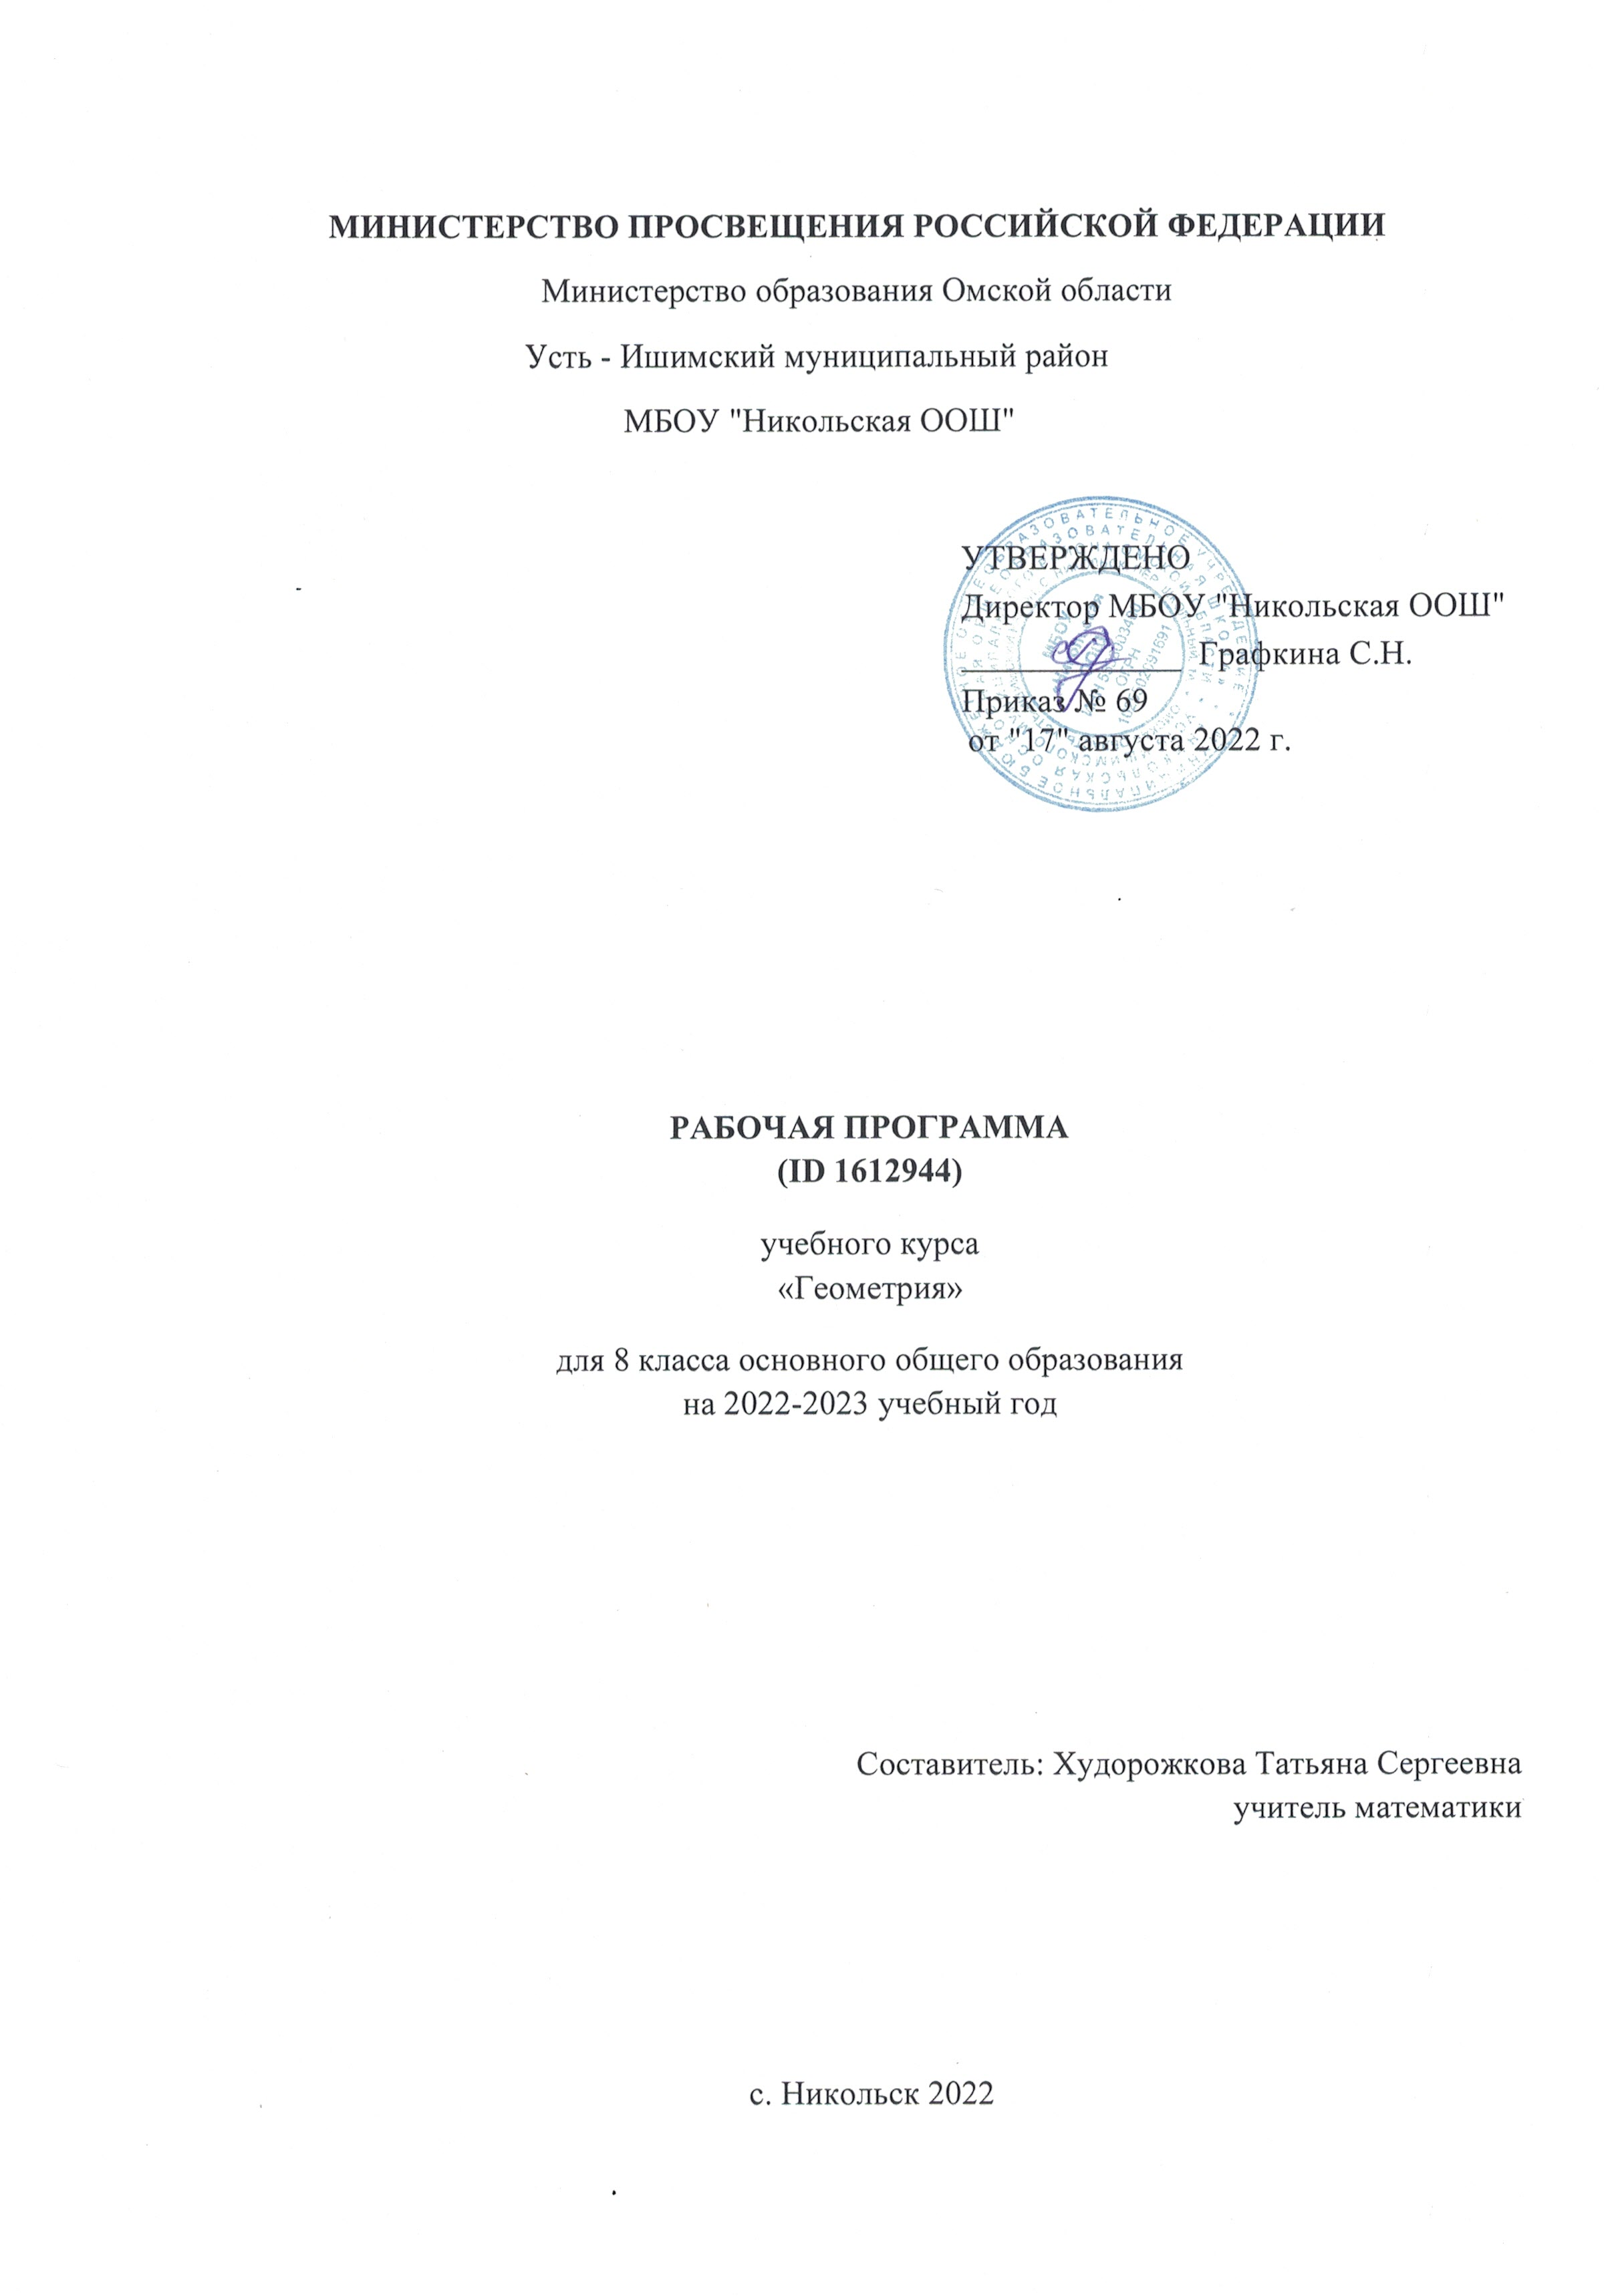 МИНИСТЕРСТВО ПРОСВЕЩЕНИЯ РОССИЙСКОЙ ФЕДЕРАЦИИ
Министерство образования Омской области
Усть - Ишимский муниципальный район
МБОУ "Никольская ООШ"
УТВЕРЖДЕНО
Директор МБОУ "Никольская ООШ"
Графкина С.Н.
Приказ № 69
от "17" августа 2022 г.
РАБОЧАЯ ПРОГРАММА
(ID 1612944)
учебного курса
«Геометрия»
для 8 класса основного общего образования
на 2022-2023 учебный год
Составитель: Худорожкова Татьяна Сергеевна
учитель математики
с. Никольск 2022